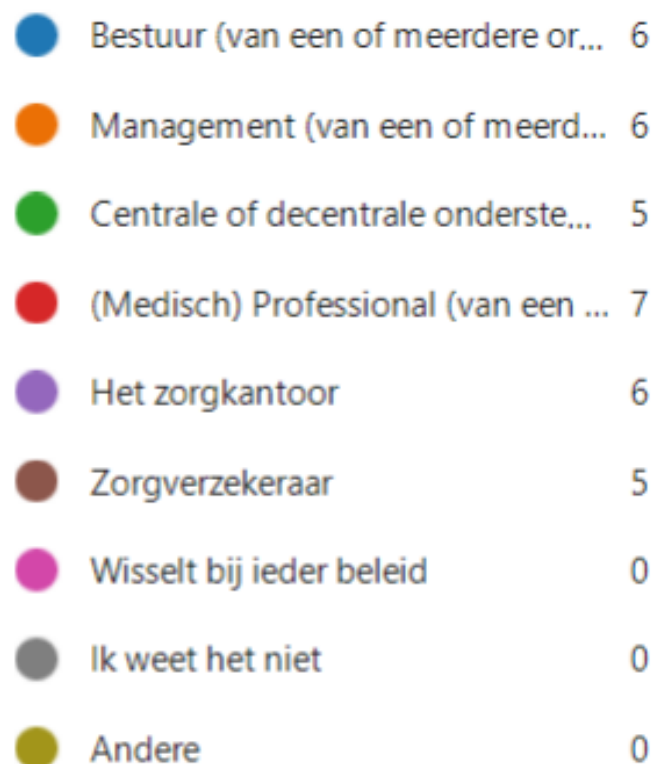 Bestuur (van een of meerdere or... 6
Management (van een of meerd... 6
Centrale of decentrale onderste... 5
(Medisch) Professional (van een ... 7
Het zorgkantoor 6
Zorgverzekeraar 5
Wisselt bij ieder beleid 0
Ik weet het niet 0
Andere 0